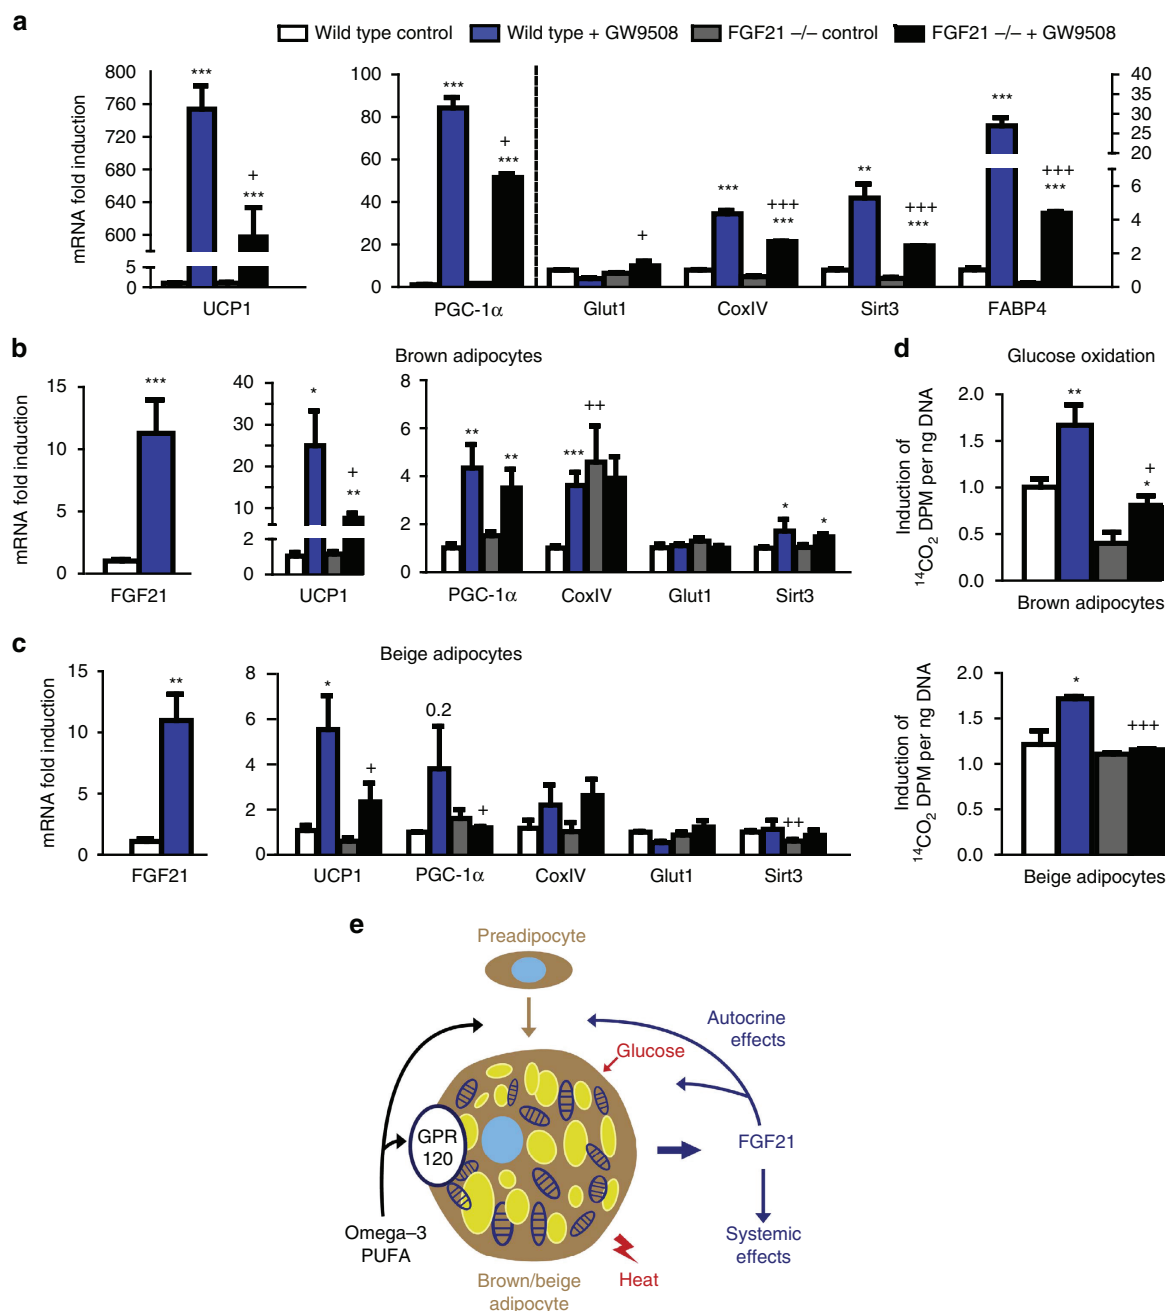 a
Wild type control
Wild type + GW9508
FGF21 –/– control
FGF21 –/– + GW9508
mRNA fold induction
800
760
720
680
640
600
5
0
***
+
***
UCP1
100
80
60
40
20
0
***
+
***
+
***
+++
***
**
+++
***
***
+++
***
40
35
30
25
20
6
4
2
0
PGC-1α
Glut1
CoxIV
Sirt3
FABP4
b
Brown adipocytes
mRNA fold induction
15
10
5
0
***
FGF21
40
30
20
10
2
0
*
+
**
UCP1
8
6
4
2
0
**
**
***
++
*
*
PGC-1α
CoxIV
Glut1
Sirt3
d
Glucose oxidation
Induction of
¹⁴CO₂ DPM per ng DNA
2.0
1.5
1.0
0.5
0.0
**
+
*
Brown adipocytes
c
Beige adipocytes
mRNA fold induction
15
10
5
0
**
FGF21
8
6
4
2
0
*
+
0.2
+
++
UCP1
PGC-1α
CoxIV
Glut1
Sirt3
Induction of
¹⁴CO₂ DPM per ng DNA
2.0
1.5
1.0
0.5
0.0
*
+++
Beige adipocytes
e
Preadipocyte
Autocrine
effects
Glucose
GPR
120
FGF21
Omega–3
PUFA
Systemic
effects
Heat
Brown/beige
adipocyte